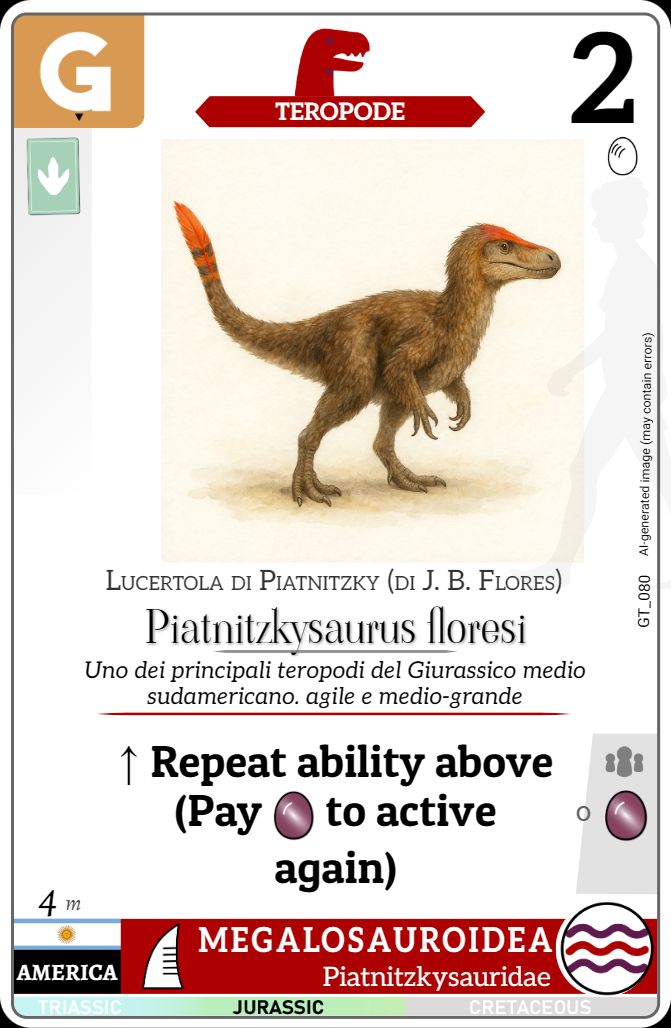 G
TEROPODE
2
AI-generated image (may contain errors)
GT_080
Lucertola di Piatnitzky (di J. B. Flores)
Piatnitzkysaurus floresi
Uno dei principali teropodi del Giurassico medio
sudamericano. agile e medio-grande
↑ Repeat ability above
(Pay to active
again)
o
4 m
AMERICA
MEGALOSAUROIDEA
Piatnitzkysauridae
TRIASSIC JURASSIC CRETACEOUS